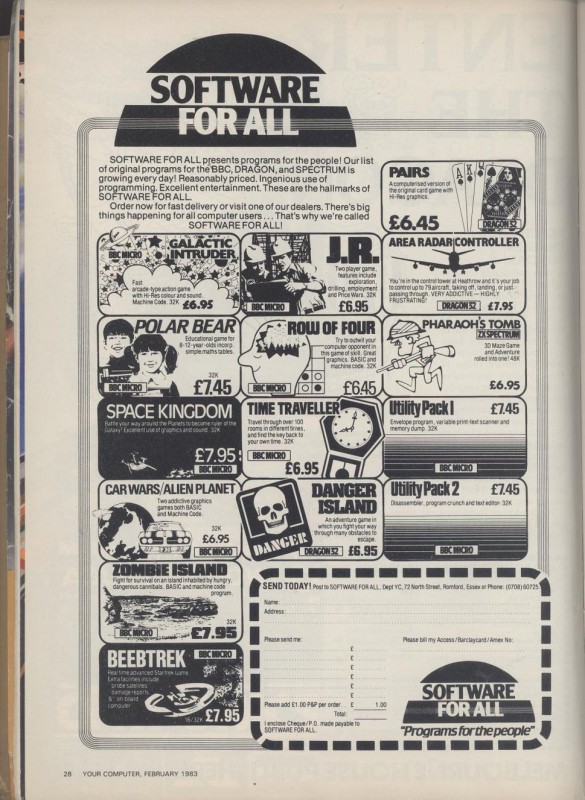 SOFTWARE
FOR ALL
SOFTWARE FOR ALL presents programs for the people! Our list
of original programs for the BBC, DRAGON, and SPECTRUM is
growing every day! Reasonably priced. Ingenious use of
programming. Excellent entertainment. These are the hallmarks of
SOFTWARE FOR ALL.
Order now for fast delivery or visit one of our dealers. There's big
things happening for all computer users... That's why we're called
SOFTWARE FOR ALL!
PAIRS
A computerised version of
the original card game with
Hi-Res graphics.
£6.45
DRAGON 32
GALACTIC
INTRUDER
BBC MICRO
Fast
arcade-type action game
with Hi-Res colour and sound.
Machine Code. 32K
£6.95
J.R.
Two player game,
features include
exploration,
drilling, employment
and Price Wars. 32K
BBC MICRO
£6.95
AREA RADAR CONTROLLER
You're in the control tower at Heathrow and it's your job
to control up to 79 aircraft, taking off, landing, or just
passing through. VERY ADDICTIVE — HIGHLY
FRUSTRATING!
DRAGON 32
£7.95
POLAR BEAR
Educational game for
8-12-year-olds incorp.
simple maths tables.
32K
BBC MICRO
£7.45
ROW OF FOUR
Try to outwit your
computer opponent in
this game of skill. Great
graphics. BASIC and
machine code. 32K
BBC MICRO
£6.45
PHARAOH'S TOMB
ZX SPECTRUM
3D Maze Game
and Adventure
rolled into one! 48K
£6.95
SPACE KINGDOM
Battle your way around the Planets to become ruler of the
Galaxy! Excellent use of graphics and sound. 32K
£7.95
BBC MICRO
TIME TRAVELLER
Travel through over 100
rooms in different times,
and find the key back to
your own time. 32K
BBC MICRO
£6.95
Utility Pack 1
£7.45
Envelope program, variable print-text scanner and
memory dump. 32K
BBC MICRO
CAR WARS/ALIEN PLANET
Two addictive graphics
games both BASIC
and Machine Code.
32K
£6.95
BBC MICRO
DANGER
DANGER
ISLAND
An adventure game in
which you fight your way
through many obstacles to
escape.
DRAGON 32
£6.95
Utility Pack 2
£7.45
Disassembler, program crunch and text editor. 32K
BBC MICRO
ZOMBIE ISLAND
Fight for survival on an island inhabited by hungry,
dangerous cannibals. BASIC and machine code
program.
32K
BBC MICRO
£7.95
BEEBTREK
BBC MICRO
Real time advanced Startrek Game.
Extra facilities include
probe satellites,
damage reports
on board
computer
16/32K
£7.95
SEND TODAY! Post to SOFTWARE FOR ALL, Dept YC, 72 North Street, Romford, Essex or Phone: (0708) 60725.
Name:
Address:
Please send me:
Please bill my Access/Barclaycard/Amex No:
£
£
£
£
£
£
Please add £1.00 P&P per order... £ 1.00
Total:
I enclose Cheque/P.O. made payable to
SOFTWARE FOR ALL.
SOFTWARE
FOR ALL
"Programs for the people"
28 YOUR COMPUTER, FEBRUARY 1983